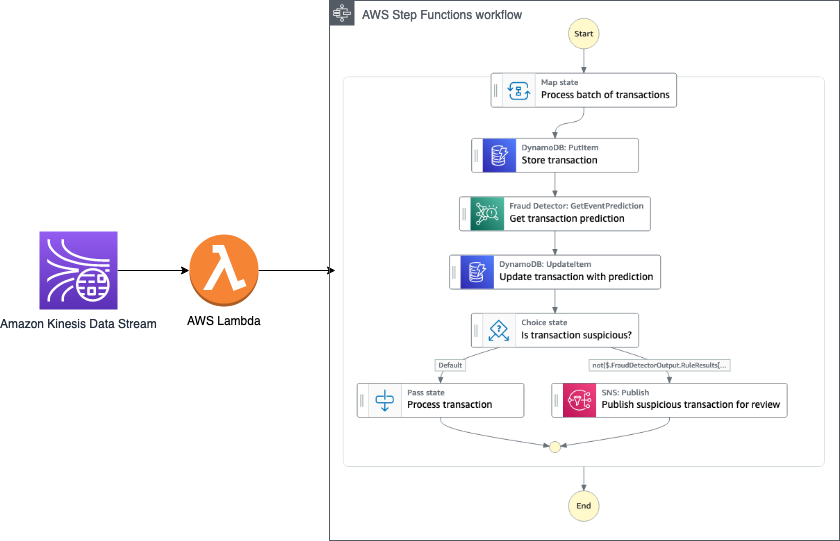 AWS Step Functions workflow
Start
Map state
Process batch of transactions
DynamoDB: PutItem
Store transaction
Fraud Detector: GetEventPrediction
Get transaction prediction
DynamoDB: UpdateItem
Update transaction with prediction
Choice state
Is transaction suspicious?
Default
not($.FraudDetectorOutput.RuleResults[...
Pass state
Process transaction
SNS: Publish
Publish suspicious transaction for review
End
Amazon Kinesis Data Stream
AWS Lambda